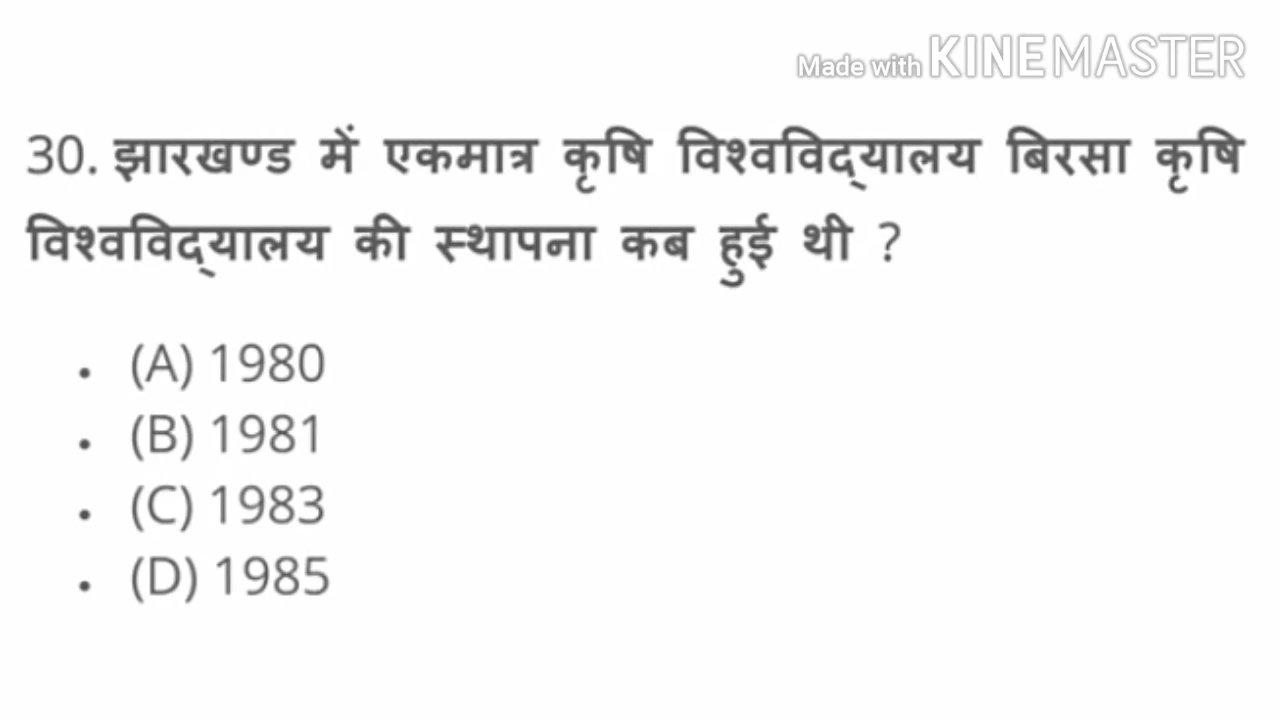 Made with KINEMASTER
30. झारखण्ड में एकमात्र कृषि विश्वविद्यालय बिरसा कृषि
विश्वविद्यालय की स्थापना कब हुई थी ?
• (A) 1980
• (B) 1981
• (C) 1983
• (D) 1985